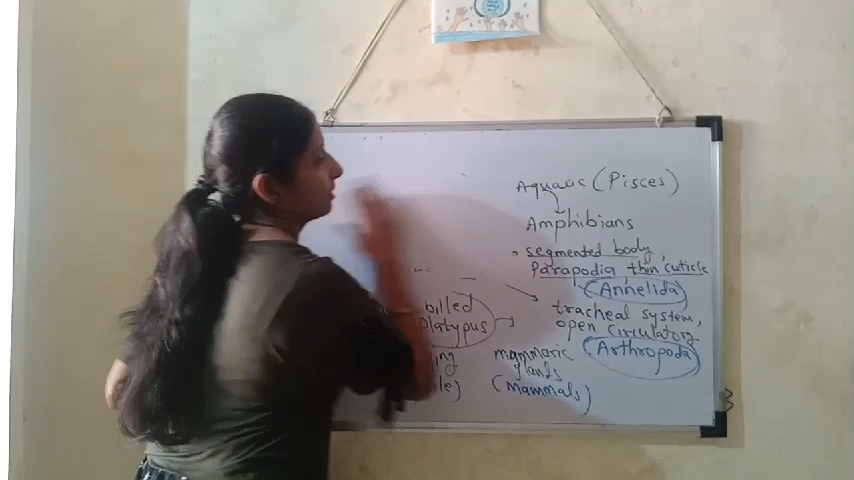 Aquatic (Pisces)
Amphibians
segmented body,
Parapodia thin cuticle
(Annelida)
tracheal system,
open circulatory
(Arthropoda)
billed
platypus
mammaric
glands
(mammals)